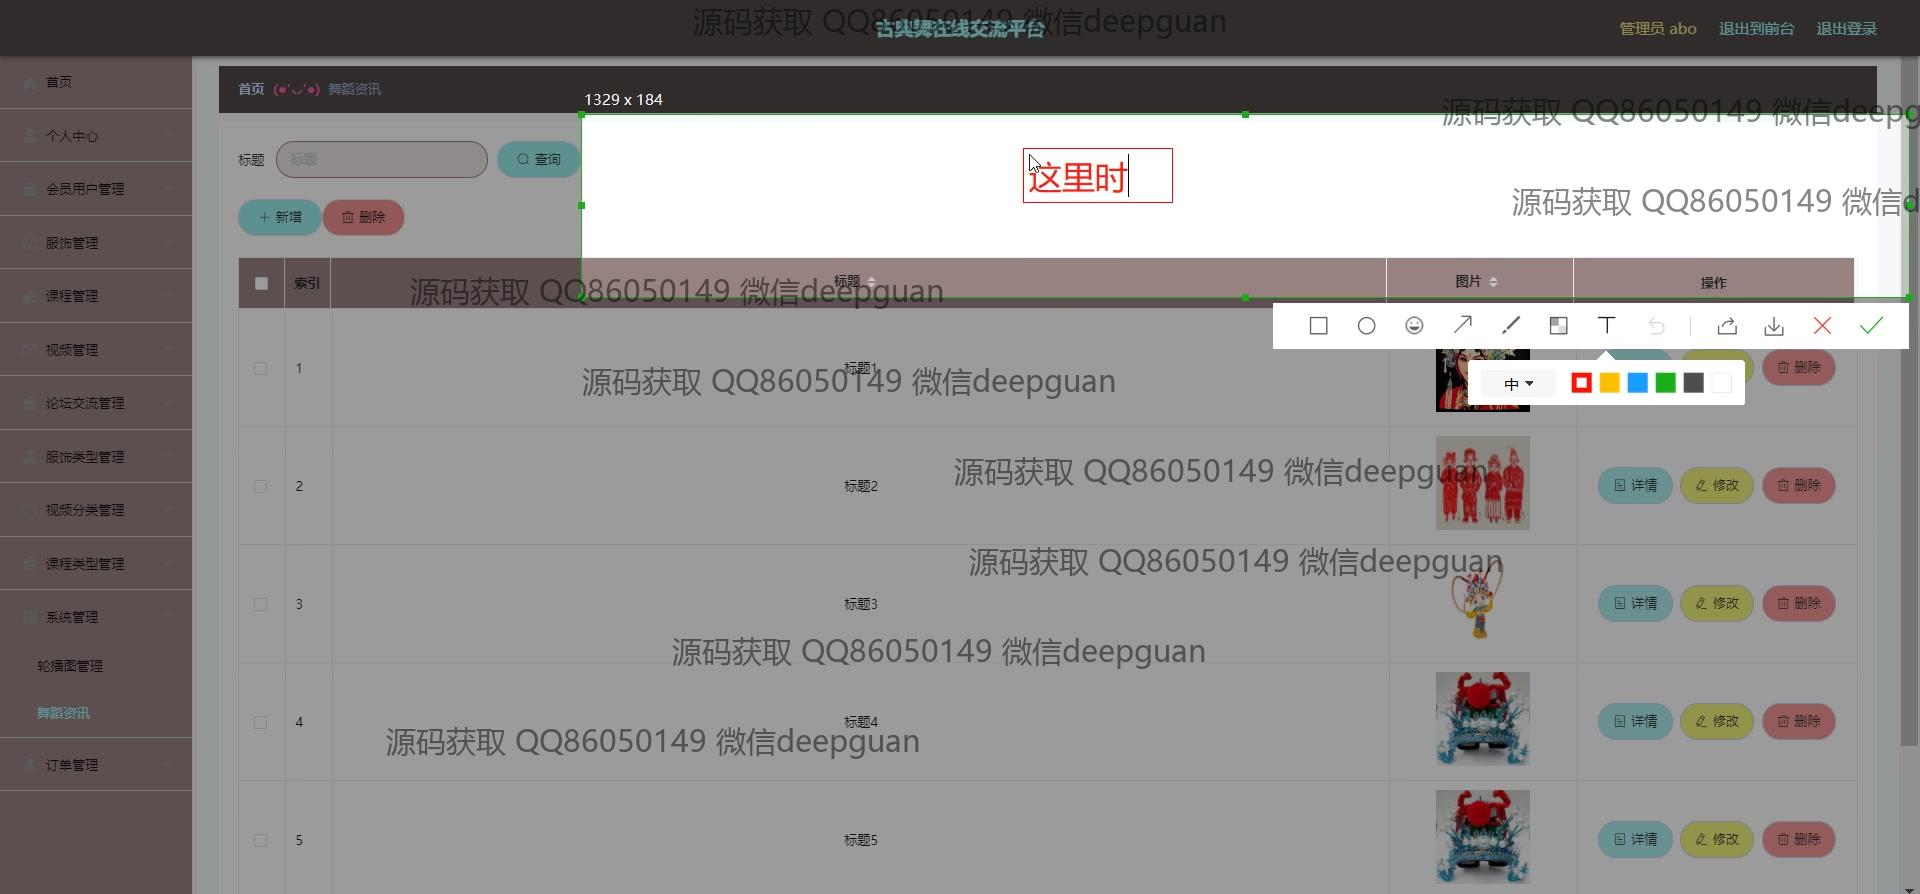 源码获取 QQ86050149 微信deepguan
古典舞在线交流平台
管理员 abo 退出到前台 退出登录
首页
首页 (●'◡'●) 舞蹈资讯
1329 x 184
源码获取 QQ86050149 微信deepg
个人中心
标题 标题 查询
这里时
会员用户管理
源码获取 QQ86050149 微信d
新增 删除
服饰管理
索引 标题 图片 操作
源码获取 QQ86050149 微信deepguan
课程管理
视频管理
1 标题1 删除
源码获取 QQ86050149 微信deepguan
中
论坛交流管理
服饰类型管理
源码获取 QQ86050149 微信deepguan
2 标题2 详情 修改 删除
视频分类管理
源码获取 QQ86050149 微信deepguan
课程类型管理
3 标题3 详情 修改 删除
系统管理
源码获取 QQ86050149 微信deepguan
轮播图管理
舞蹈资讯
4 标题4 详情 修改 删除
源码获取 QQ86050149 微信deepguan
订单管理
5 标题5 详情 修改 删除